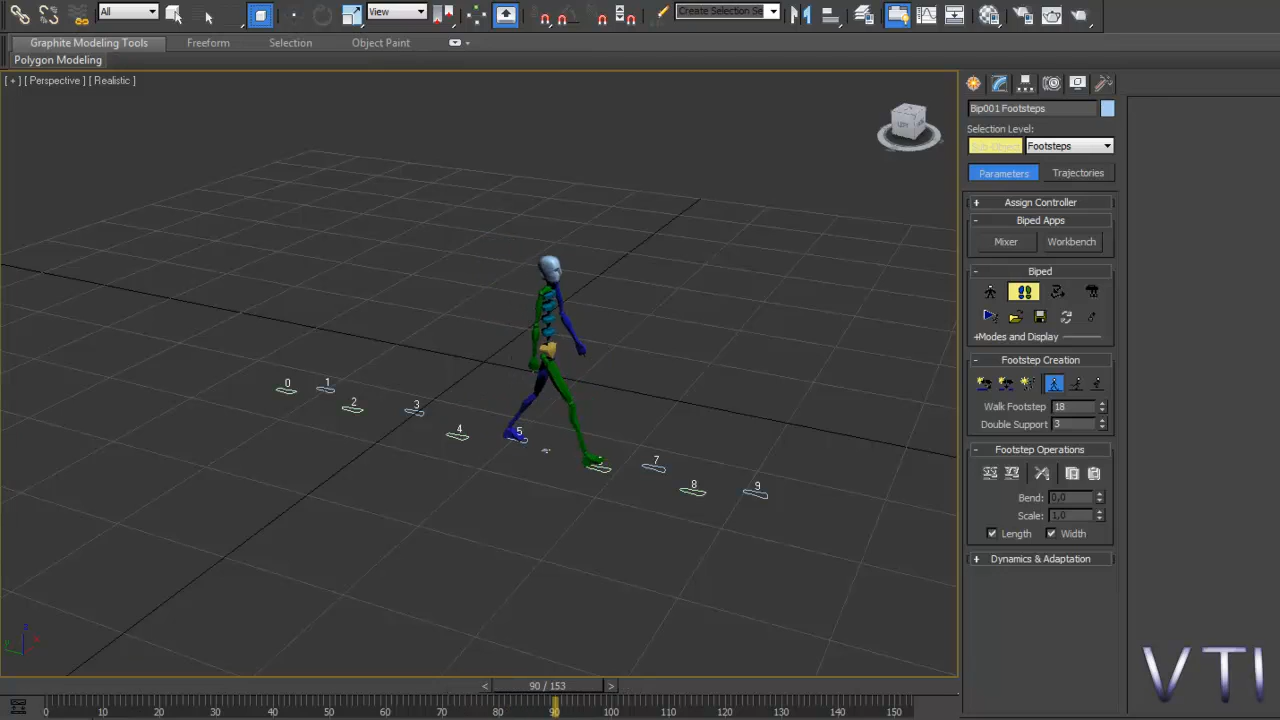 All
View
Create Selection Se
Graphite Modeling Tools
Freeform
Selection
Object Paint
Polygon Modeling
[ + ] [ Perspective ] [ Realistic ]
Bip001 Footsteps
Selection Level:
Sub-Object
Footsteps
Parameters
Trajectories
+ Assign Controller
- Biped Apps
Mixer
Workbench
- Biped
+Modes and Display
- Footstep Creation
Walk Footstep 18
Double Support 3
- Footstep Operations
Bend: 0,0
Scale: 1,0
Length
Width
+ Dynamics & Adaptation
0
1
2
3
4
5
7
8
9
VTI
< 90 / 153 >
0 10 20 30 40 50 60 70 80 90 100 110 120 130 140 150